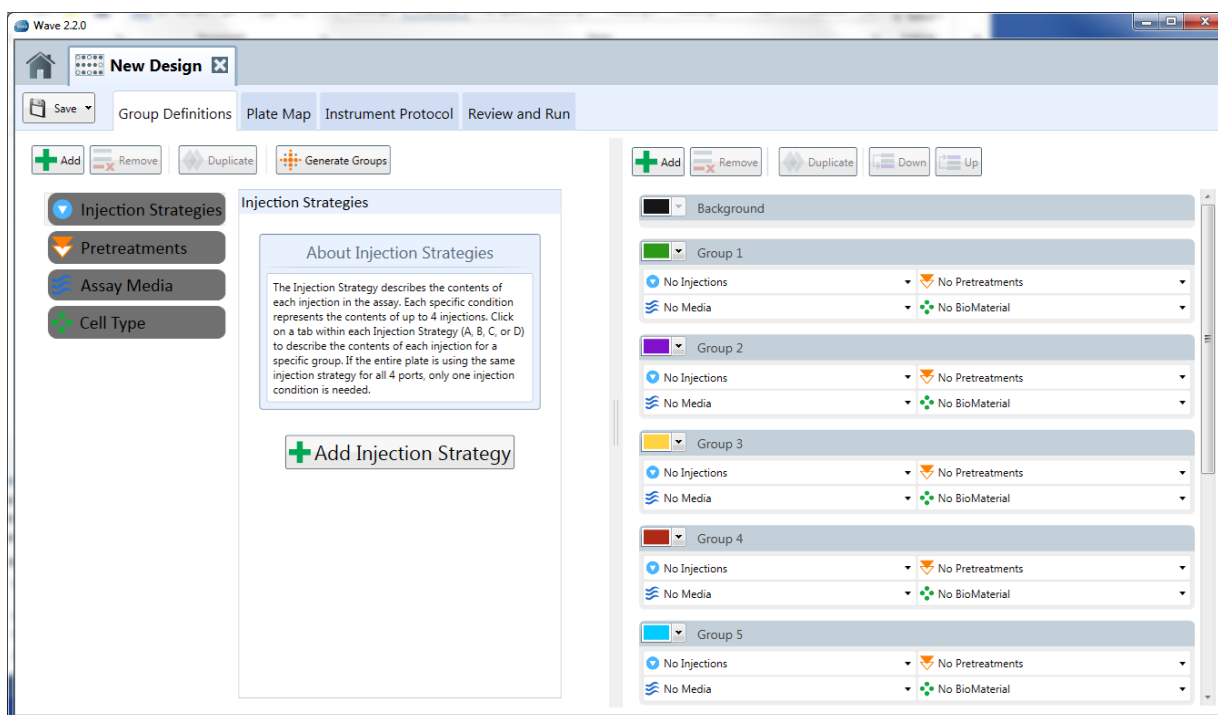 Wave 2.2.0
New Design
Save
Group Definitions Plate Map Instrument Protocol Review and Run
Add Remove Duplicate Generate Groups
Injection Strategies
Pretreatments
Assay Media
Cell Type
Injection Strategies
About Injection Strategies
The Injection Strategy describes the contents of
each injection in the assay. Each specific condition
represents the contents of up to 4 injections. Click
on a tab within each Injection Strategy (A, B, C, or D)
to describe the contents of each injection for a
specific group. If the entire plate is using the same
injection strategy for all 4 ports, only one injection
condition is needed.
Add Injection Strategy
Add Remove Duplicate Down Up
Background
Group 1
No Injections No Pretreatments
No Media No BioMaterial
Group 2
No Injections No Pretreatments
No Media No BioMaterial
Group 3
No Injections No Pretreatments
No Media No BioMaterial
Group 4
No Injections No Pretreatments
No Media No BioMaterial
Group 5
No Injections No Pretreatments
No Media No BioMaterial